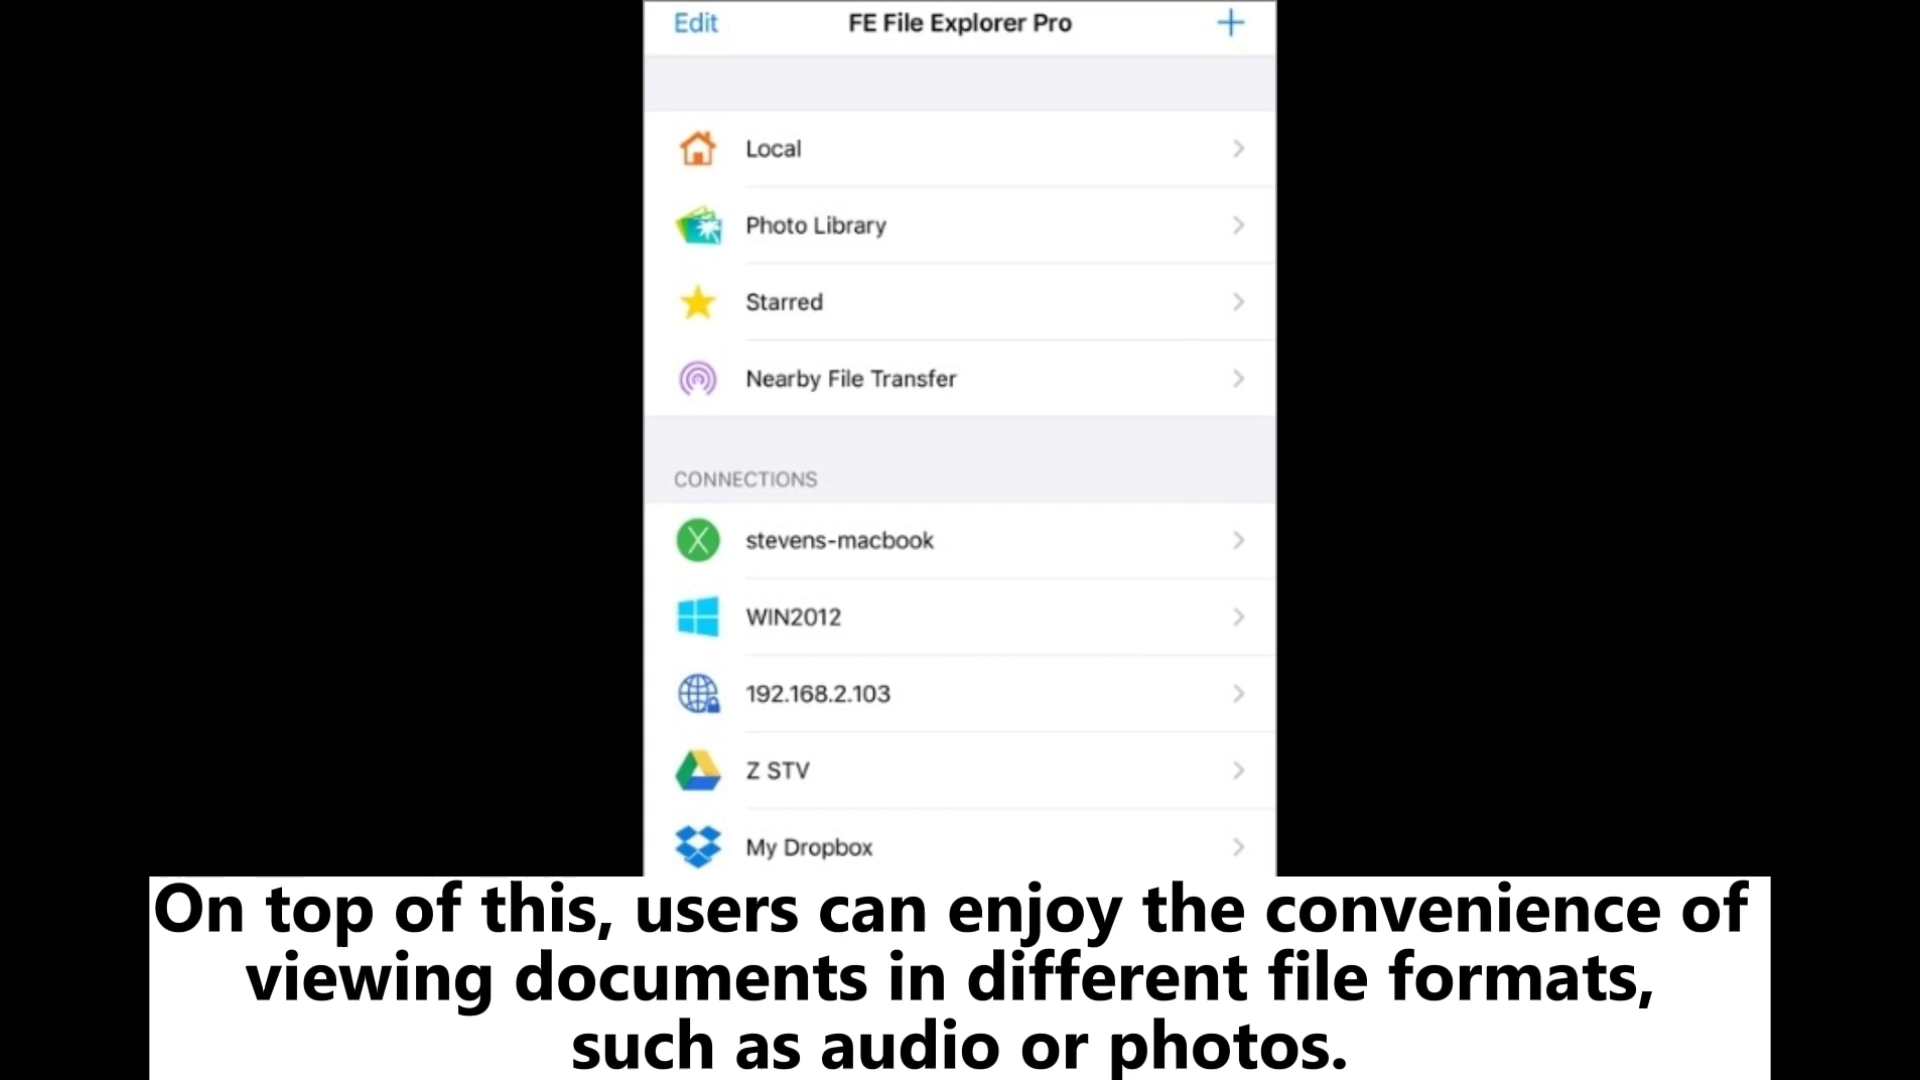 Edit FE File Explorer Pro +
Local
Photo Library
Starred
Nearby File Transfer
CONNECTIONS
stevens-macbook
WIN2012
192.168.2.103
Z STV
My Dropbox
On top of this, users can enjoy the convenience of
viewing documents in different file formats,
such as audio or photos.